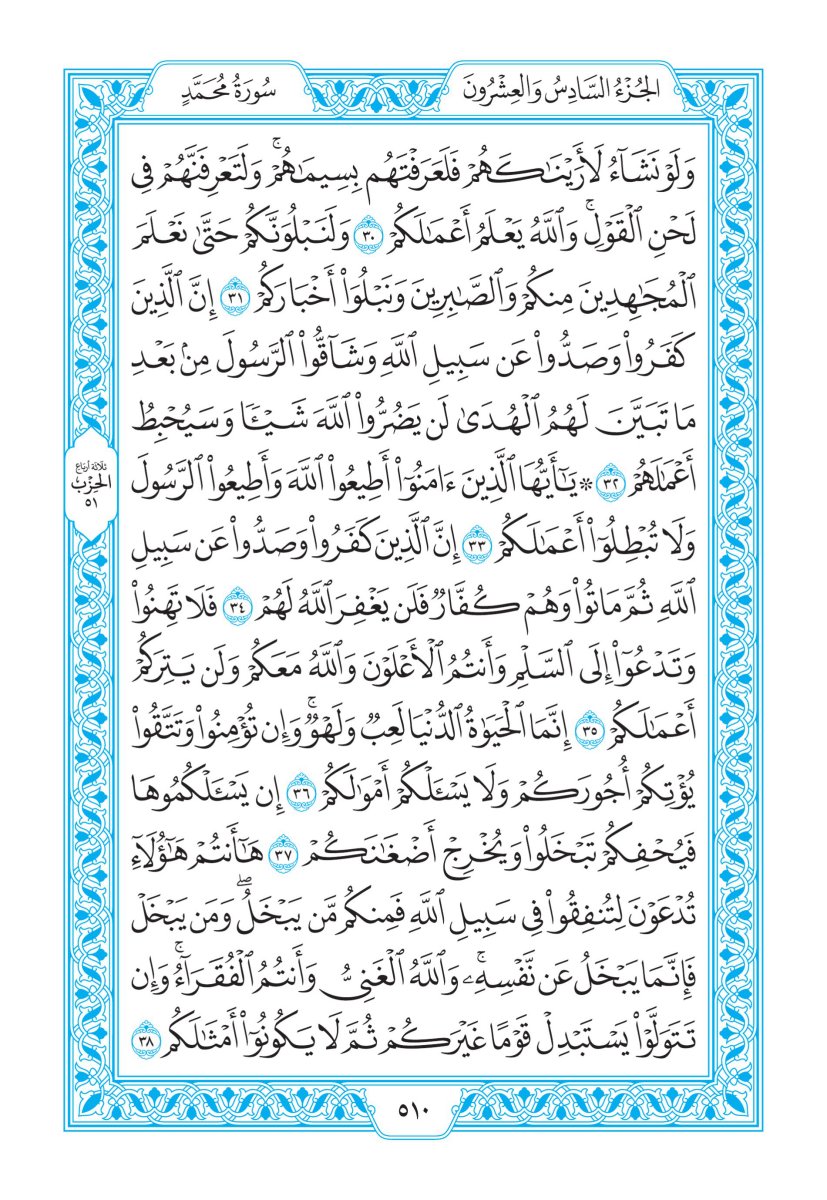 الجُزْءُ السَّادِسُ وَالعِشْرُونَ
سُورَةُ مُحَمَّدٍ
وَلَوْ نَشَآءُ لَأَرَيْنَٰكَهُمْ فَلَعَرَفْتَهُم بِسِيمَٰهُمْۚ وَلَتَعْرِفَنَّهُمْ فِي
لَحْنِ ٱلْقَوْلِۚ وَٱللَّهُ يَعْلَمُ أَعْمَٰلَكُمْ ٣٠ وَلَنَبْلُوَنَّكُمْ حَتَّىٰ نَعْلَمَ
ٱلْمُجَٰهِدِينَ مِنكُمْ وَٱلصَّٰبِرِينَ وَنَبْلُوَا۟ أَخْبَارَكُمْ ٣١ إِنَّ ٱلَّذِينَ
كَفَرُوا۟ وَصَدُّوا۟ عَن سَبِيلِ ٱللَّهِ وَشَآقُّوا۟ ٱلرَّسُولَ مِنۢ بَعْدِ
مَا تَبَيَّنَ لَهُمُ ٱلْهُدَىٰ لَن يَضُرُّوا۟ ٱللَّهَ شَيْـًٔا وَسَيُحْبِطُ
أَعْمَٰلَهُمْ ٣٢ ۞ يَٰٓأَيُّهَا ٱلَّذِينَ ءَامَنُوٓا۟ أَطِيعُوا۟ ٱللَّهَ وَأَطِيعُوا۟ ٱلرَّسُولَ
وَلَا تُبْطِلُوٓا۟ أَعْمَٰلَكُمْ ٣٣ إِنَّ ٱلَّذِينَ كَفَرُوا۟ وَصَدُّوا۟ عَن سَبِيلِ
ٱللَّهِ ثُمَّ مَاتُوا۟ وَهُمْ كُفَّارٌ فَلَن يَغْفِرَ ٱللَّهُ لَهُمْ ٣٤ فَلَا تَهِنُوا۟
وَتَدْعُوٓا۟ إِلَى ٱلسَّلْمِ وَأَنتُمُ ٱلْأَعْلَوْنَ وَٱللَّهُ مَعَكُمْ وَلَن يَتِرَكُمْ
أَعْمَٰلَكُمْ ٣٥ إِنَّمَا ٱلْحَيَوٰةُ ٱلدُّنْيَا لَعِبٌ وَلَهْوٌۚ وَإِن تُؤْمِنُوا۟ وَتَتَّقُوا۟
يُؤْتِكُمْ أُجُورَكُمْ وَلَا يَسْـَٔلْكُمْ أَمْوَٰلَكُمْ ٣٦ إِن يَسْـَٔلْكُمُوهَا
فَيُحْفِكُمْ تَبْخَلُوا۟ وَيُخْرِجْ أَضْغَٰنَكُمْ ٣٧ هَٰٓأَنتُمْ هَٰٓؤُلَآءِ
تُدْعَوْنَ لِتُنفِقُوا۟ فِي سَبِيلِ ٱللَّهِ فَمِنكُم مَّن يَبْخَلُۖ وَمَن يَبْخَلْ
فَإِنَّمَا يَبْخَلُ عَن نَّفْسِهِۦۚ وَٱللَّهُ ٱلْغَنِيُّ وَأَنتُمُ ٱلْفُقَرَآءُۚ وَإِن
تَتَوَلَّوْا۟ يَسْتَبْدِلْ قَوْمًا غَيْرَكُمْ ثُمَّ لَا يَكُونُوٓا۟ أَمْثَٰلَكُم ٣٨
ثلاثة أرباع
الحِزْب
٥١
٥١٠